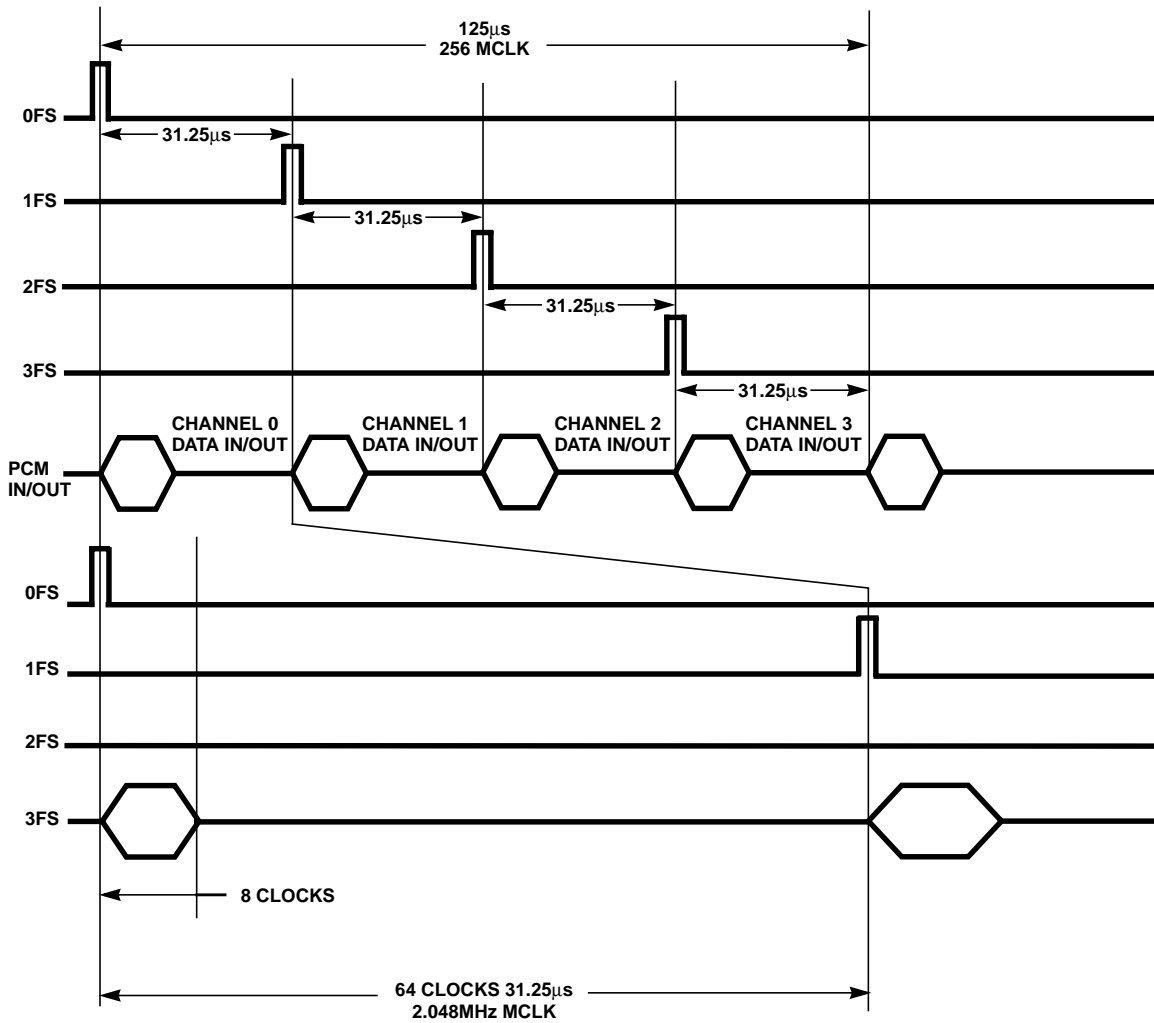 125µs
256 MCLK
0FS
31.25µs
1FS
31.25µs
2FS
31.25µs
3FS
31.25µs
CHANNEL 0
DATA IN/OUT
CHANNEL 1
DATA IN/OUT
CHANNEL 2
DATA IN/OUT
CHANNEL 3
DATA IN/OUT
PCM
IN/OUT
0FS
1FS
2FS
3FS
8 CLOCKS
64 CLOCKS 31.25µs
2.048MHz MCLK